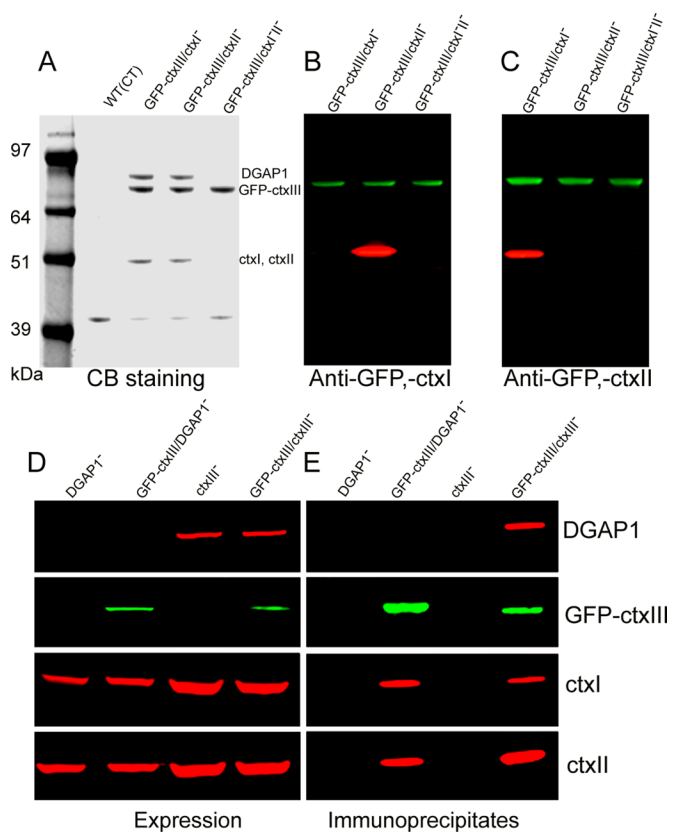 A
B
C
WT(CT)
GFP-ctxIII/ctxI⁻
GFP-ctxIII/ctxII⁻
GFP-ctxIII/ctxI⁻II⁻
GFP-ctxIII/ctxI⁻
GFP-ctxIII/ctxII⁻
GFP-ctxIII/ctxI⁻II⁻
GFP-ctxIII/ctxI⁻
GFP-ctxIII/ctxII⁻
GFP-ctxIII/ctxI⁻II⁻
97
64
51
39
kDa
DGAP1
GFP-ctxIII
ctxI, ctxII
CB staining
Anti-GFP,-ctxI
Anti-GFP,-ctxII
D
E
DGAP1⁻
GFP-ctxIII/DGAP1⁻
ctxIII⁻
GFP-ctxIII/ctxIII⁻
DGAP1⁻
GFP-ctxIII/DGAP1⁻
ctxIII⁻
GFP-ctxIII/ctxIII⁻
DGAP1
GFP-ctxIII
ctxI
ctxII
Expression
Immunoprecipitates